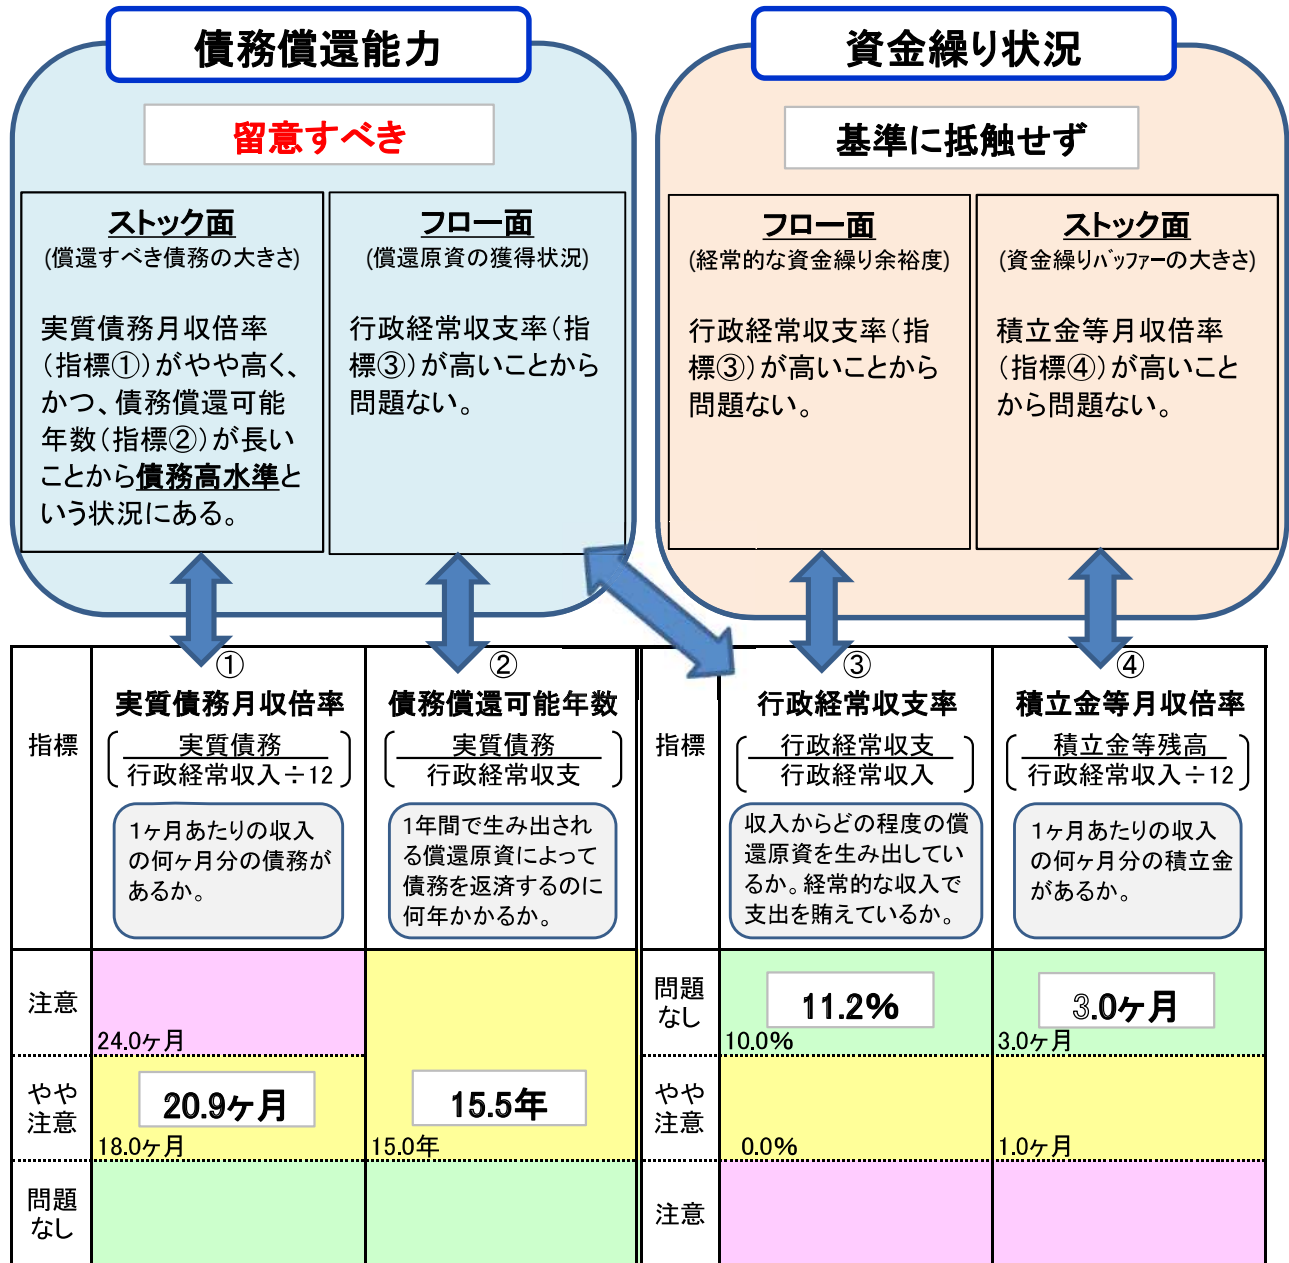 債務償還能力
留意すべき
ストック面
(償還すべき債務の大きさ)
実質債務月収倍率
(指標①)がやや高く、
かつ、債務償還可能
年数(指標②)が長い
ことから債務高水準と
いう状況にある。
フロー面
(償還原資の獲得状況)
行政経常収支率(指
標③)が高いことから
問題ない。
資金繰り状況
基準に抵触せず
フロー面
(経常的な資金繰り余裕度)
行政経常収支率(指
標③)が高いことから
問題ない。
ストック面
(資金繰りバッファーの大きさ)
積立金等月収倍率
(指標④)が高いこと
から問題ない。
指標
①
実質債務月収倍率
実質債務
行政経常収入÷12
1ヶ月あたりの収入
の何ヶ月分の債務が
あるか。
②
債務償還可能年数
実質債務
行政経常収支
1年間で生み出され
る償還原資によって
債務を返済するのに
何年かかるか。
指標
③
行政経常収支率
行政経常収支
行政経常収入
収入からどの程度の償
還原資を生み出してい
るか。経常的な収入で
支出を賄えているか。
④
積立金等月収倍率
積立金等残高
行政経常収入÷12
1ヶ月あたりの収入
の何ヶ月分の積立金
があるか。
注意
24.0ヶ月
やや
注意
20.9ヶ月
18.0ヶ月
15.5年
15.0年
問題
なし
問題
なし
11.2%
10.0%
3.0ヶ月
3.0ヶ月
やや
注意
0.0%
1.0ヶ月
注意